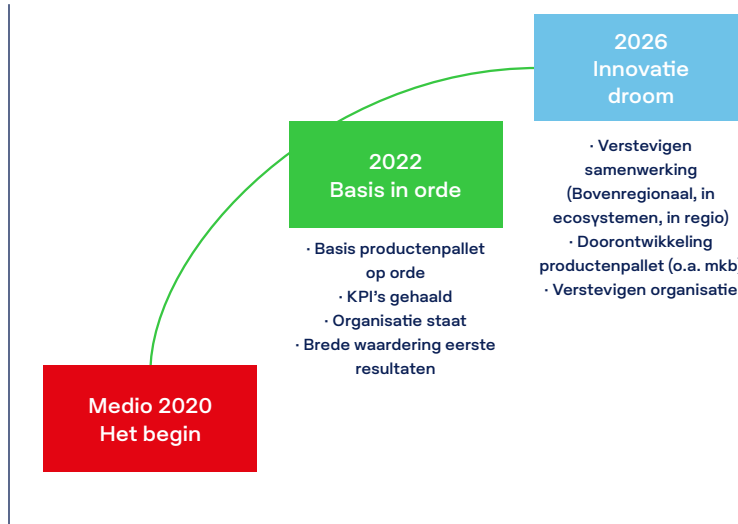 2026
Innovatie
droom
· Verstevigen
samenwerking
(Bovenregionaal, in
ecosystemen, in regio)
· Doorontwikkeling
productenpallet (o.a. mkb)
· Verstevigen organisatie
2022
Basis in orde
· Basis productenpallet
op orde
· KPI's gehaald
· Organisatie staat
· Brede waardering eerste
resultaten
Medio 2020
Het begin